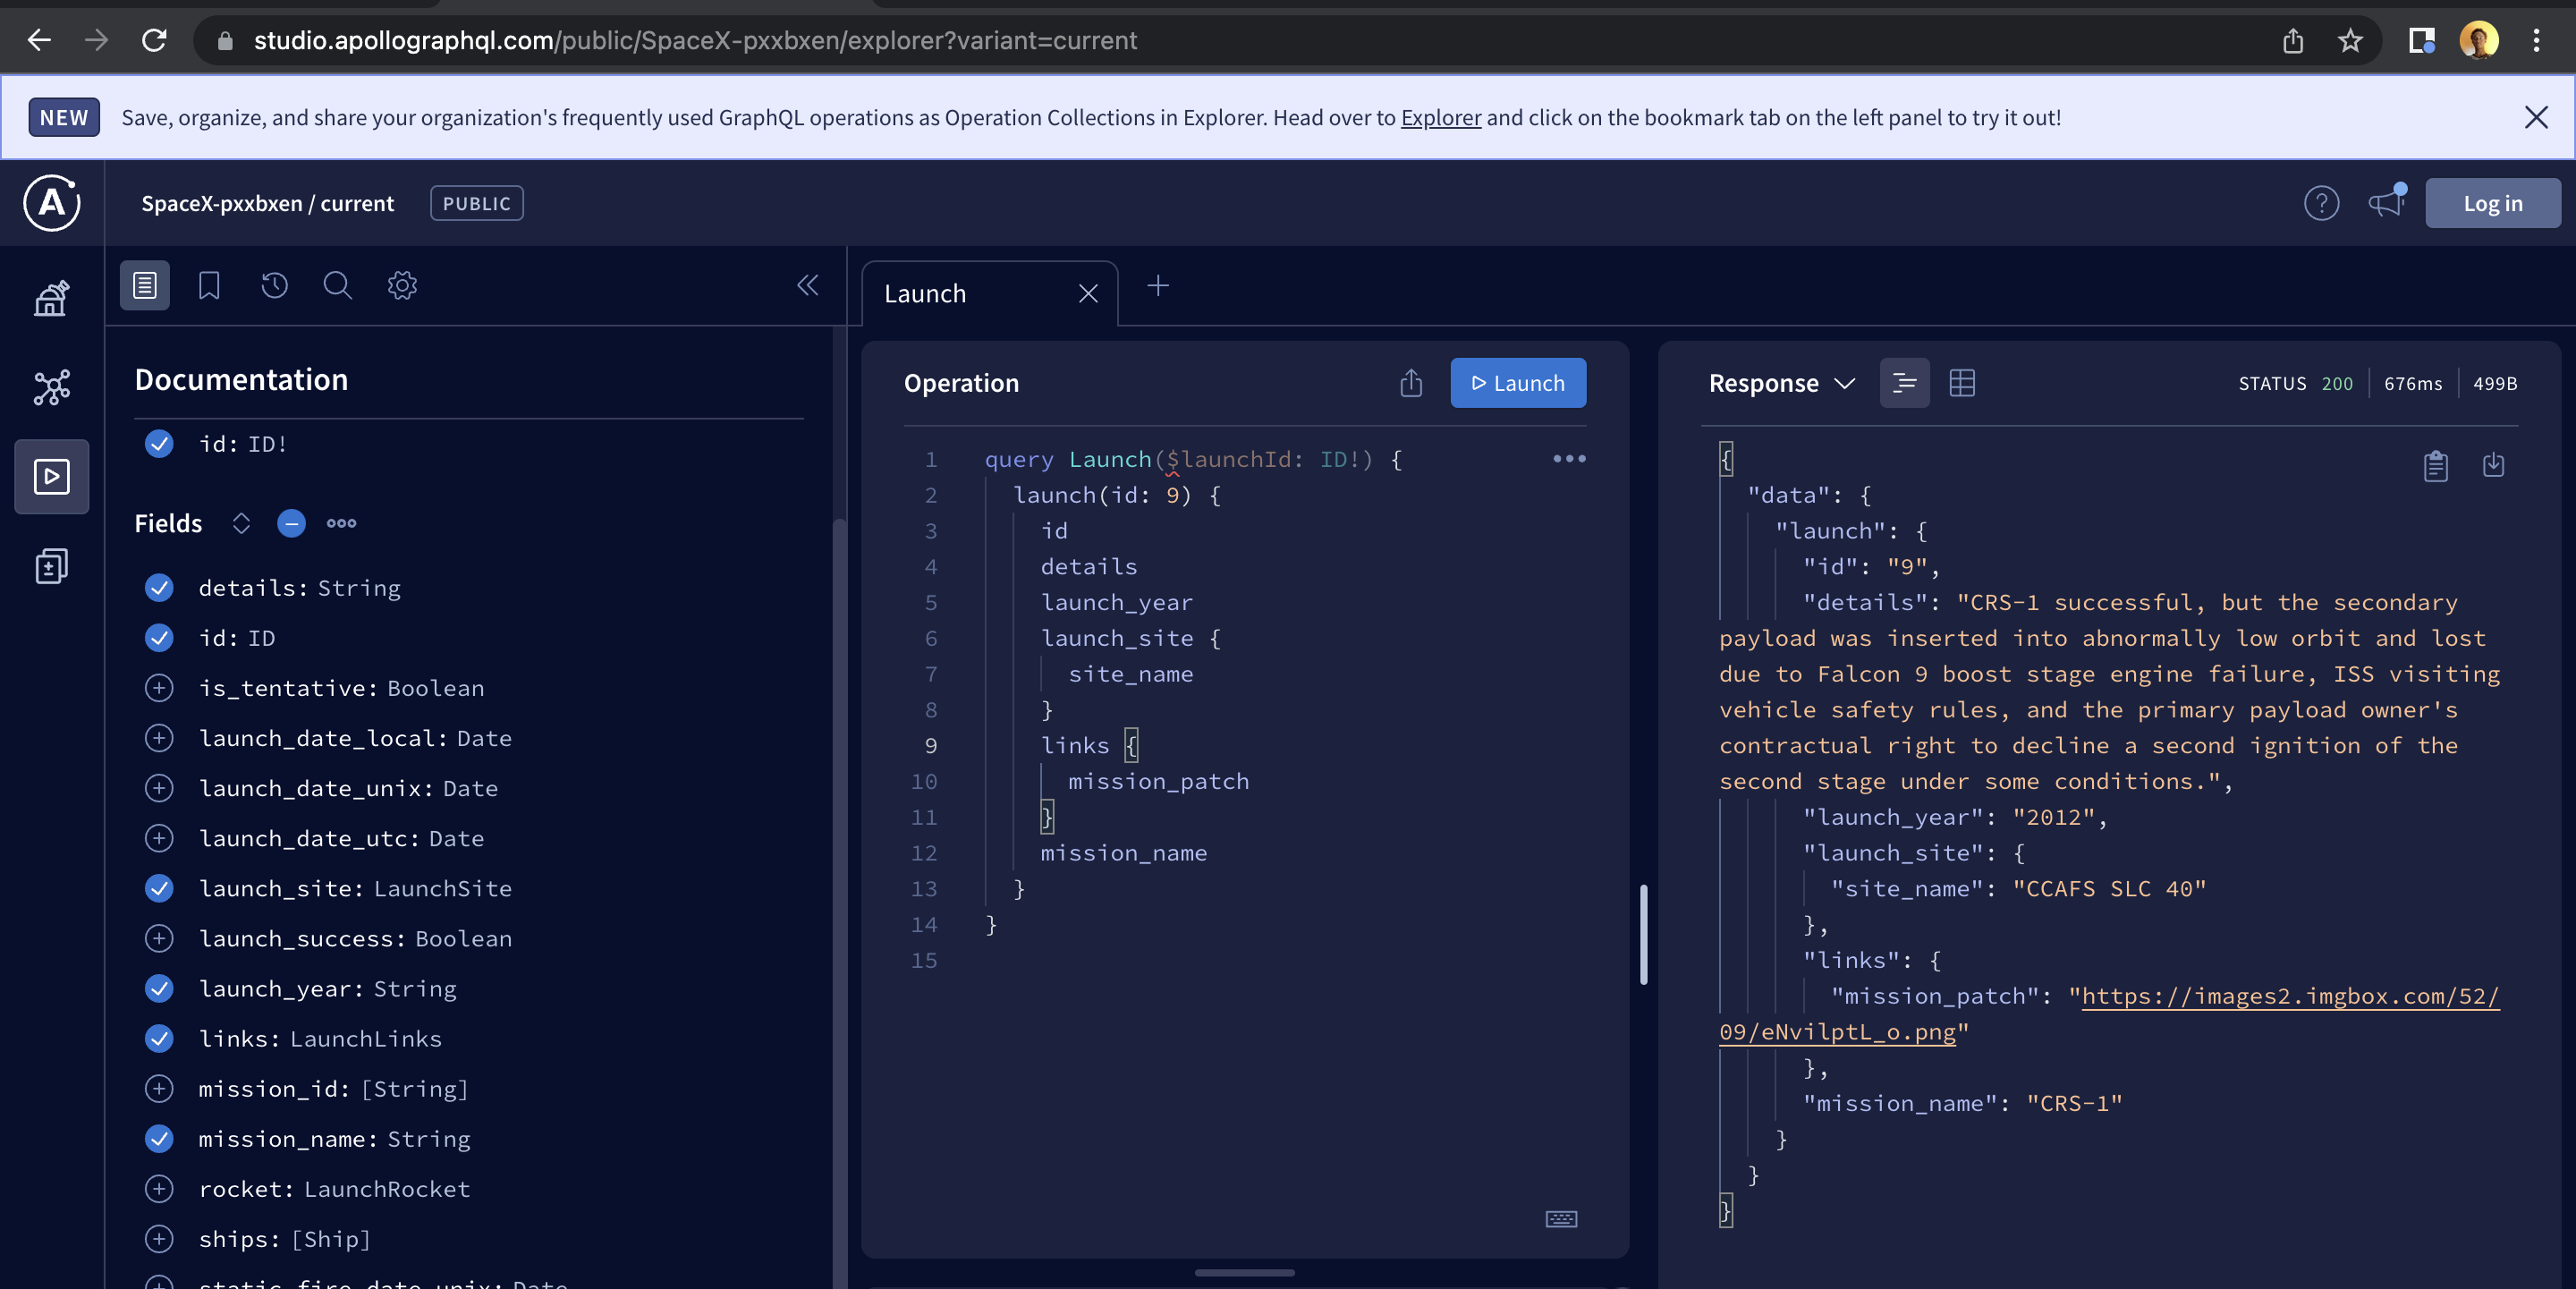 studio.apollographql.com/public/SpaceX-pxxbxen/explorer?variant=current
NEW Save, organize, and share your organization's frequently used GraphQL operations as Operation Collections in Explorer. Head over to Explorer and click on the bookmark tab on the left panel to try it out!
A SpaceX-pxxbxen / current PUBLIC ? Log in
Documentation
id: ID!
Fields
details: String
id: ID
is_tentative: Boolean
launch_date_local: Date
launch_date_unix: Date
launch_date_utc: Date
launch_site: LaunchSite
launch_success: Boolean
launch_year: String
links: LaunchLinks
mission_id: [String]
mission_name: String
rocket: LaunchRocket
ships: [Ship]
static_fire_date_unix: Date
Launch
Operation
Launch
1 query Launch($launchId: ID!) {
2 launch(id: 9) {
3 id
4 details
5 launch_year
6 launch_site {
7 site_name
8 }
9 links {
10 mission_patch
11 }
12 mission_name
13 }
14 }
15
Response STATUS 200 676ms 499B
{
"data": {
"launch": {
"id": "9",
"details": "CRS-1 successful, but the secondary
payload was inserted into abnormally low orbit and lost
due to Falcon 9 boost stage engine failure, ISS visiting
vehicle safety rules, and the primary payload owner's
contractual right to decline a second ignition of the
second stage under some conditions.",
"launch_year": "2012",
"launch_site": {
"site_name": "CCAFS SLC 40"
},
"links": {
"mission_patch": "https://images2.imgbox.com/52/
09/eNvilptL_o.png"
},
"mission_name": "CRS-1"
}
}
}